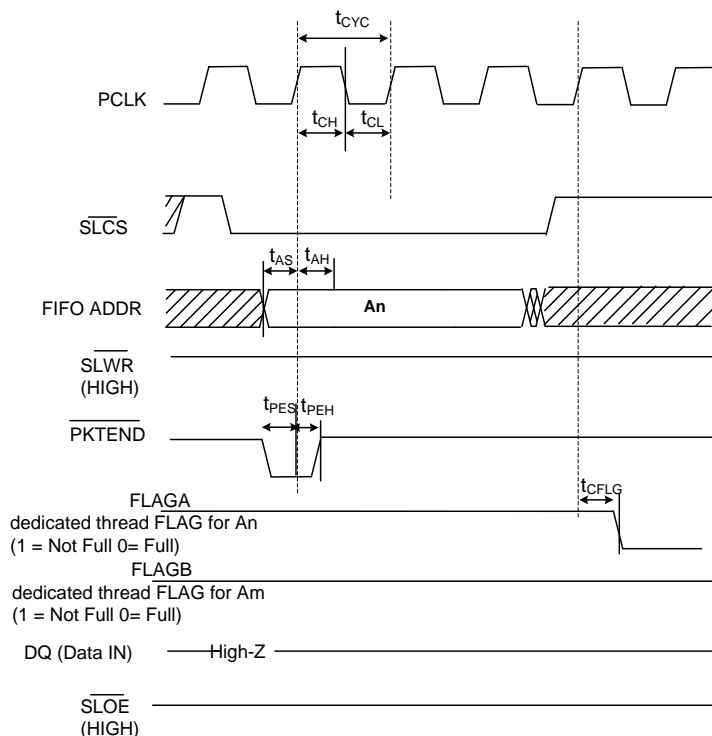 tCYC
PCLK
tCH
tCL
SLCS
tAS
tAH
FIFO ADDR
An
SLWR
(HIGH)
tPES
tPEH
PKTEND
tCFLG
FLAGA
dedicated thread FLAG for An
(1 = Not Full 0= Full)
FLAGB
dedicated thread FLAG for Am
(1 = Not Full 0= Full)
DQ (Data IN)
High-Z
SLOE
(HIGH)